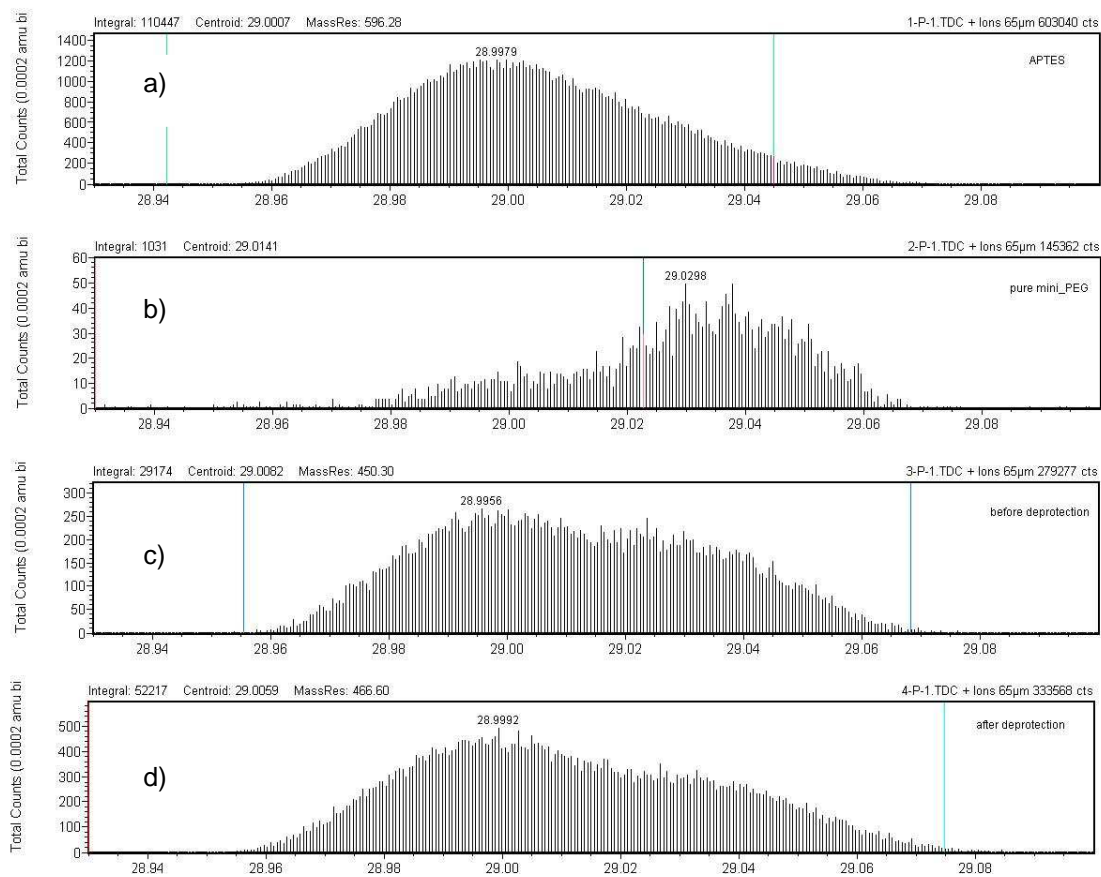 Integral: 110447 Centroid: 29.0007 MassRes: 596.28 1-P-1.TDC + Ions 65µm 603040 cts
Total Counts (0.0002 amu bi
1400
1200
1000
800
600
400
200
0
a)
28.9979
APTES
28.94 28.96 28.98 29.00 29.02 29.04 29.06 29.08
Integral: 1031 Centroid: 29.0141 2-P-1.TDC + Ions 65µm 145362 cts
Total Counts (0.0002 amu bi
60
50
40
30
20
10
0
b)
29.0298
pure mini_PEG
28.94 28.96 28.98 29.00 29.02 29.04 29.06 29.08
Integral: 29174 Centroid: 29.0082 MassRes: 450.30 3-P-1.TDC + Ions 65µm 279277 cts
Total Counts (0.0002 amu bi
300
250
200
150
100
50
0
c)
28.9956
before deprotection
28.94 28.96 28.98 29.00 29.02 29.04 29.06 29.08
Integral: 52217 Centroid: 29.0059 MassRes: 466.60 4-P-1.TDC + Ions 65µm 333568 cts
Total Counts (0.0002 amu bi
500
400
300
200
100
0
d)
28.9992
after deprotection
28.94 28.96 28.98 29.00 29.02 29.04 29.06 29.08